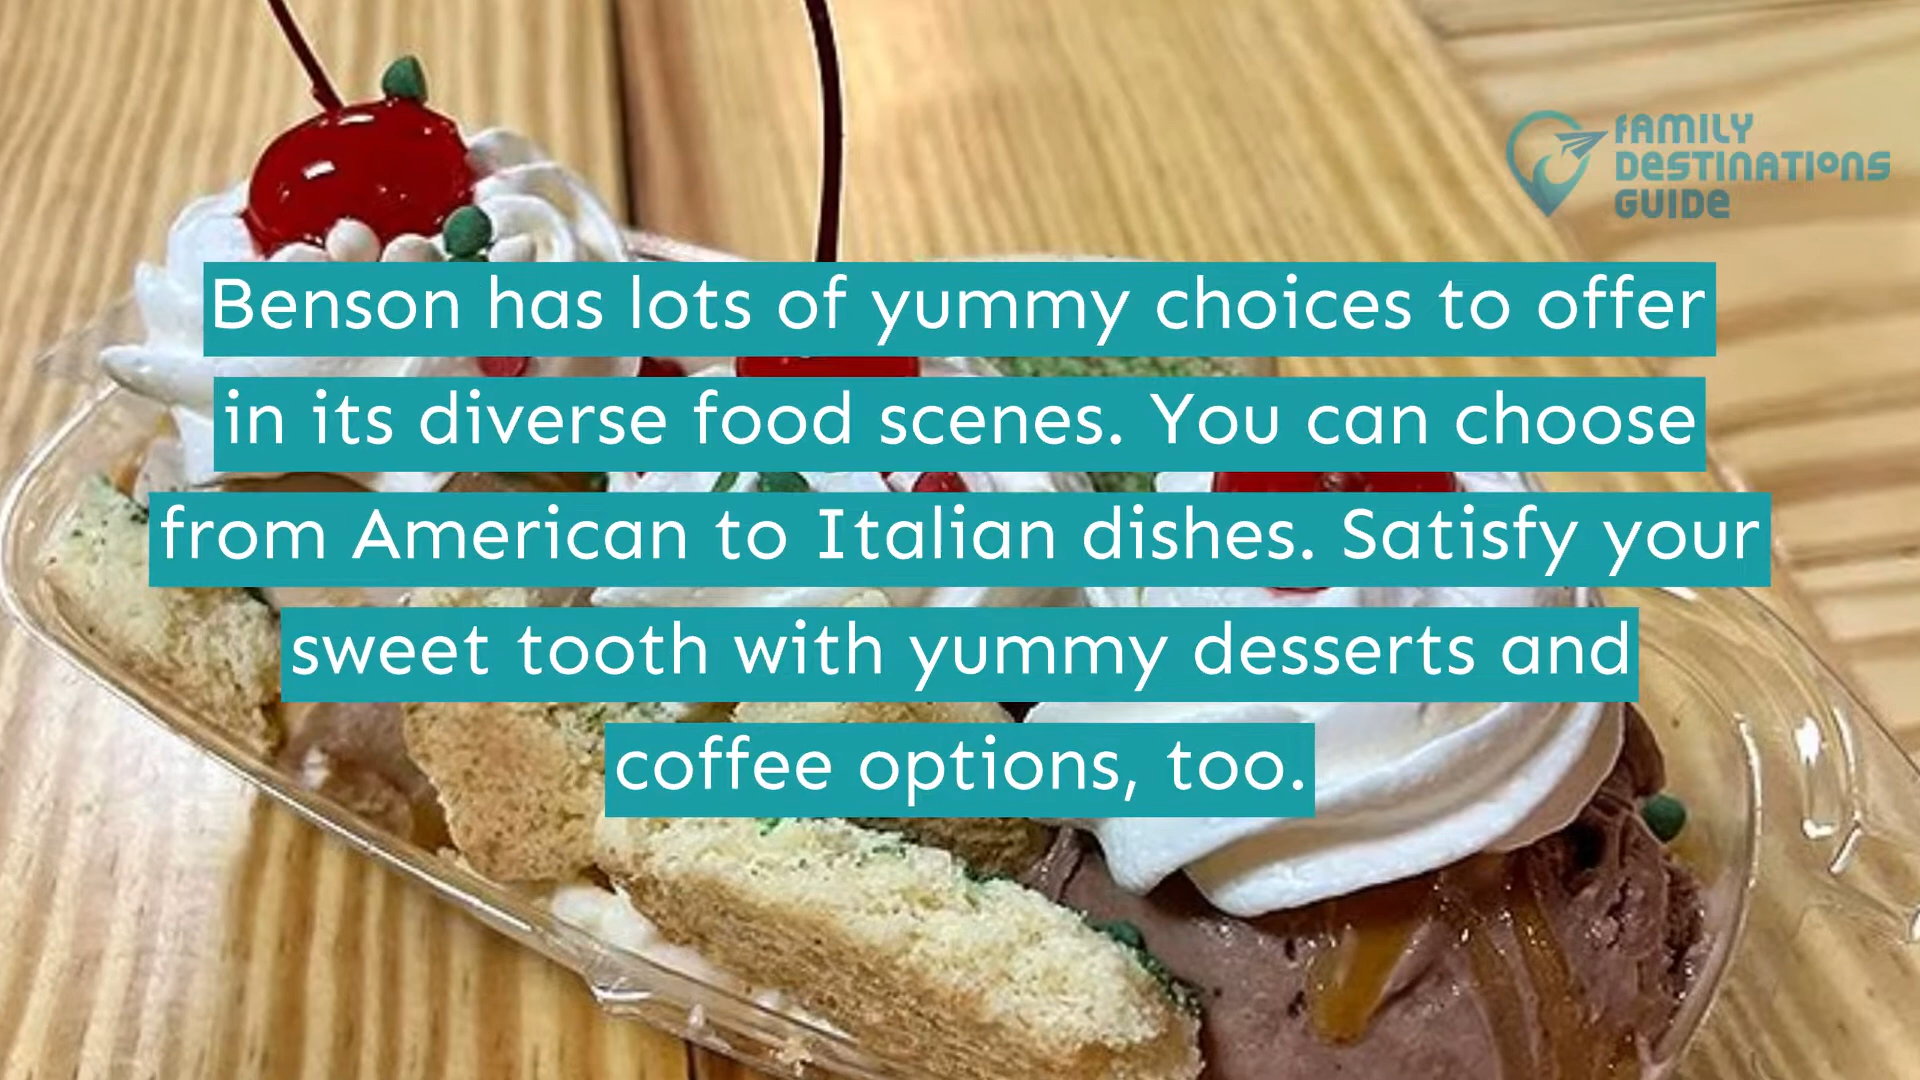 FAMILY
DESTINATIONS
GUIDE
Benson has lots of yummy choices to offer
in its diverse food scenes. You can choose
from American to Italian dishes. Satisfy your
sweet tooth with yummy desserts and
coffee options, too.